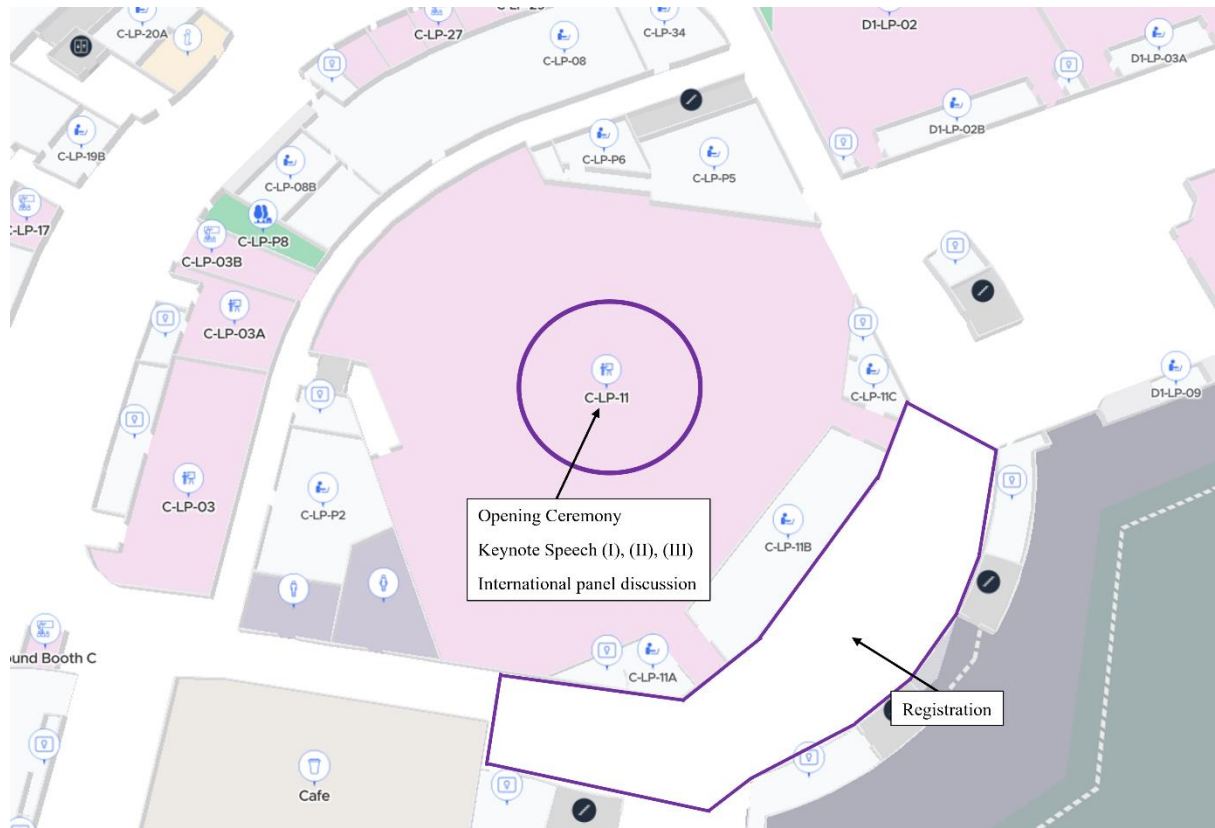 C-LP-20A
C-LP-27
C-LP-08
C-LP-34
D1-LP-02
D1-LP-03A
D1-LP-02B
C-LP-19B
C-LP-P6
C-LP-P5
C-LP-08B
-LP-17
C-LP-P8
C-LP-03B
C-LP-03A
C-LP-11
C-LP-11C
D1-LP-09
C-LP-03
C-LP-P2
Opening Ceremony
Keynote Speech (I), (II), (III)
International panel discussion
C-LP-11B
ound Booth C
C-LP-11A
Registration
Cafe